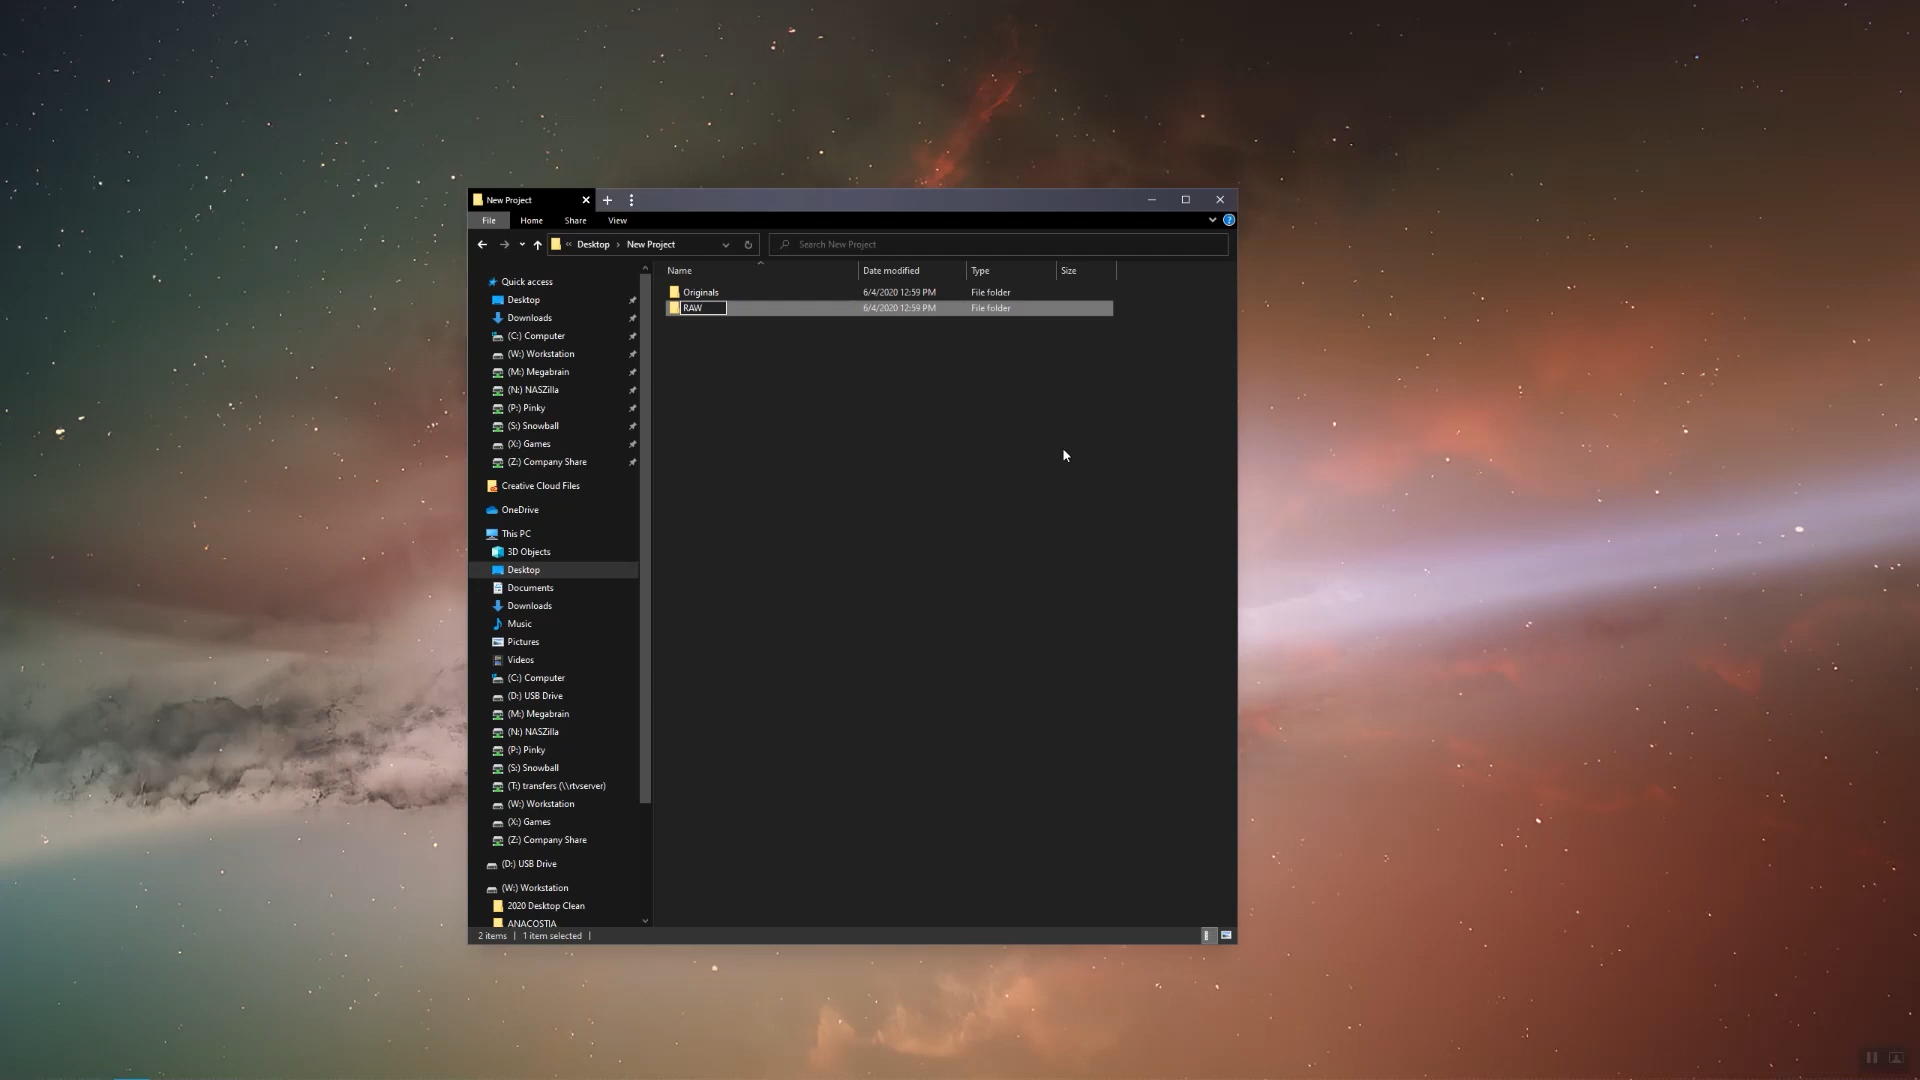 New Project
File Home Share View
Desktop New Project
Search New Project
Name Date modified Type Size
Originals 6/4/2020 12:59 PM File folder
RAW 6/4/2020 12:59 PM File folder
Quick access
Desktop
Downloads
(C:) Computer
(W:) Workstation
(M:) Megabrain
(N:) NASZilla
(P:) Pinky
(S:) Snowball
(X:) Games
(Z:) Company Share
Creative Cloud Files
OneDrive
This PC
3D Objects
Desktop
Documents
Downloads
Music
Pictures
Videos
(C:) Computer
(D:) USB Drive
(M:) Megabrain
(N:) NASZilla
(P:) Pinky
(S:) Snowball
(T:) transfers (\\rtvserver)
(W:) Workstation
(X:) Games
(Z:) Company Share
(D:) USB Drive
(W:) Workstation
2020 Desktop Clean
ANACOSTIA
2 items | 1 item selected |